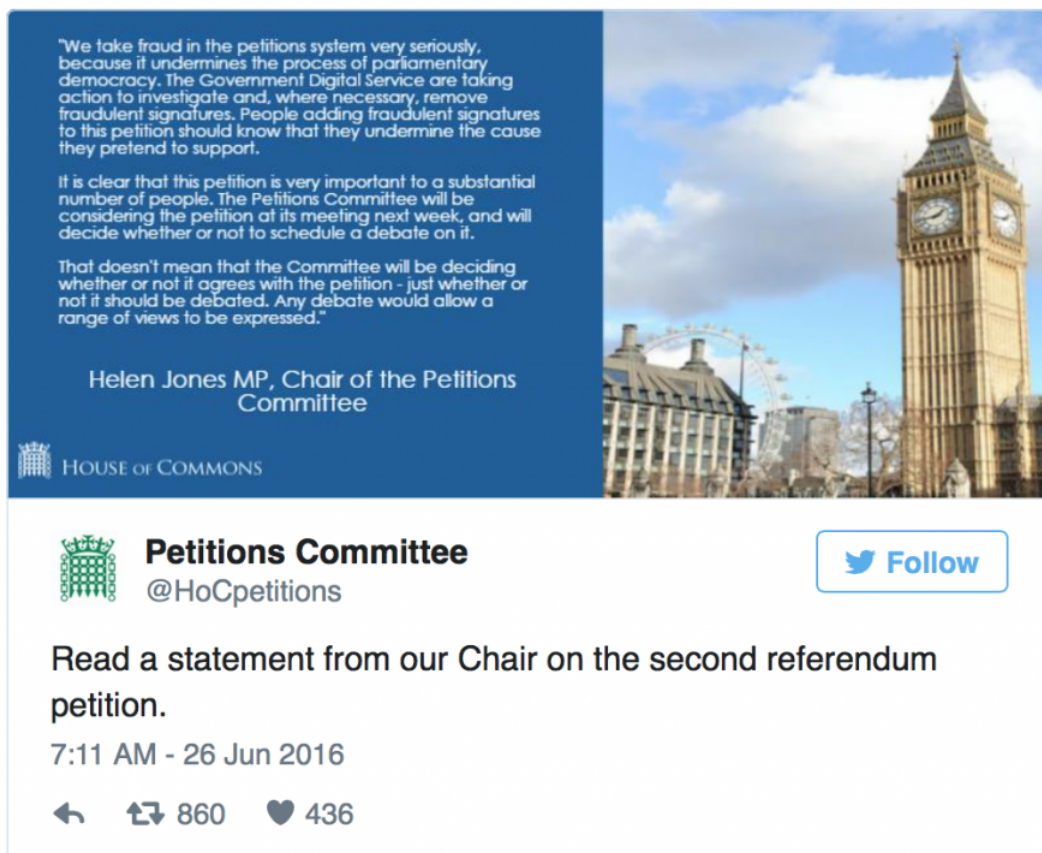 "We take fraud in the petitions system very seriously,
because it undermines the process of parliamentary
democracy. The Government Digital Service are taking
action to investigate and, where necessary, remove
fraudulent signatures. People adding fraudulent signatures
to this petition should know that they undermine the cause
they pretend to support.
It is clear that this petition is very important to a substantial
number of people. The Petitions Committee will be
considering the petition at its meeting next week, and will
decide whether or not to schedule a debate on it.
That doesn't mean that the Committee will be deciding
whether or not it agrees with the petition - just whether or
not it should be debated. Any debate would allow a
range of views to be expressed."
Helen Jones MP, Chair of the Petitions
Committee
HOUSE OF COMMONS
Petitions Committee
@HoCpetitions
Follow
Read a statement from our Chair on the second referendum
petition.
7:11 AM - 26 Jun 2016
860 436